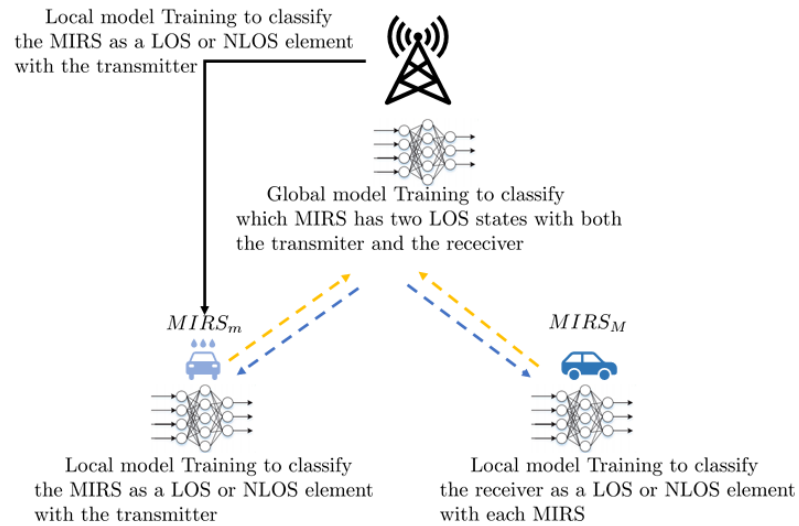 Local model Training to classify
the MIRS as a LOS or NLOS element
with the transmitter
Global model Training to classify
which MIRS has two LOS states with both
the transmiter and the receciver
MIRS_m
MIRS_M
Local model Training to classify
the MIRS as a LOS or NLOS element
with the transmitter
Local model Training to classify
the receiver as a LOS or NLOS element
with each MIRS